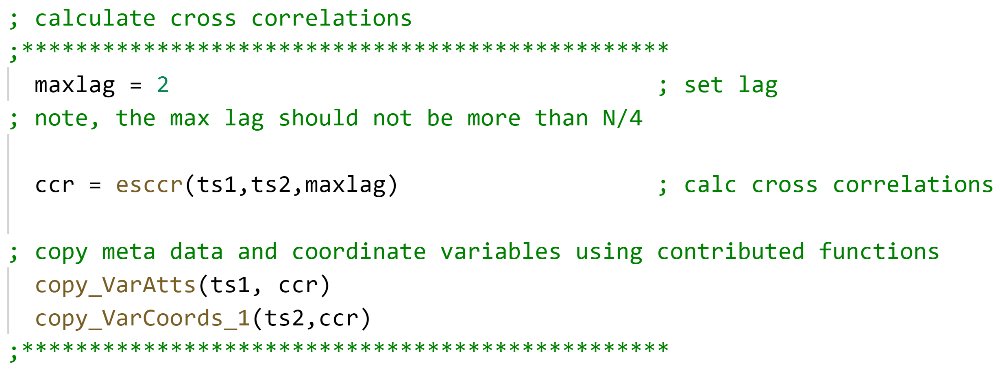 ; calculate cross correlations
;************************************************
maxlag = 2 ; set lag
; note, the max lag should not be more than N/4
ccr = esccr(ts1,ts2,maxlag) ; calc cross correlations
; copy meta data and coordinate variables using contributed functions
copy_VarAtts(ts1, ccr)
copy_VarCoords_1(ts2,ccr)
;************************************************